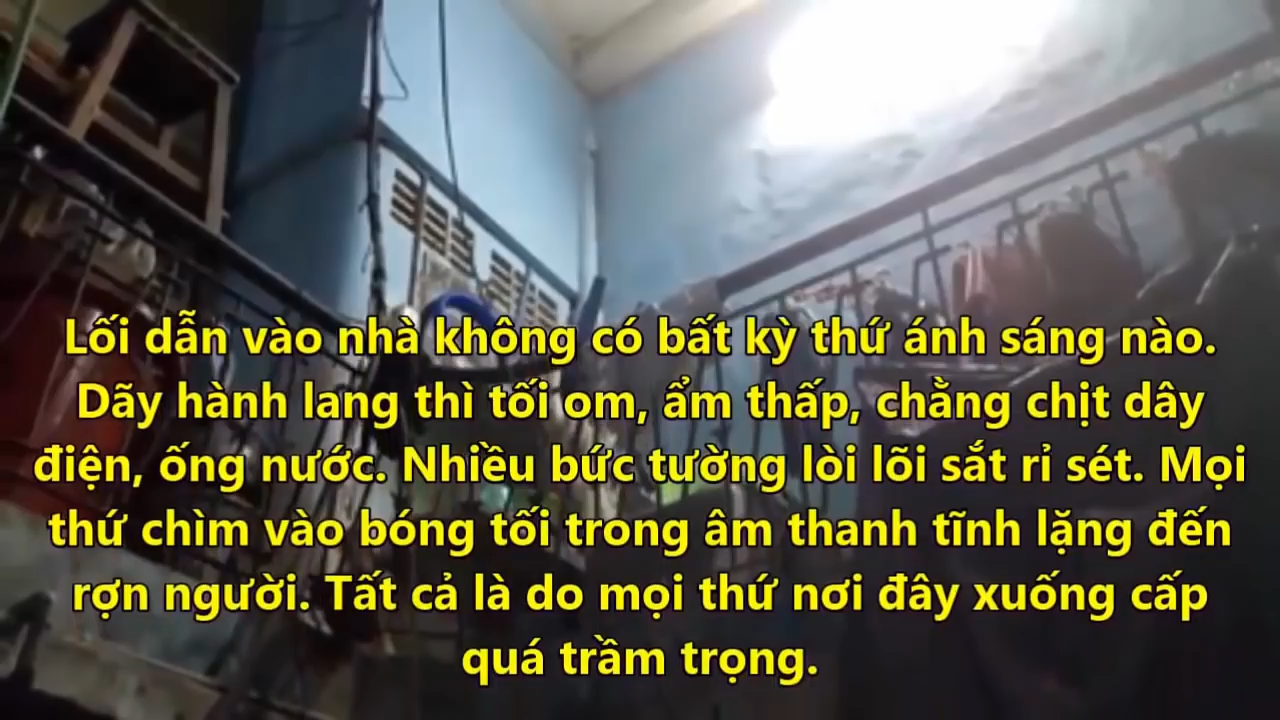 Lối dẫn vào nhà không có bất kỳ thứ ánh sáng nào.
Dãy hành lang thì tối om, ẩm thấp, chằng chịt dây
điện, ống nước. Nhiều bức tường lòi lõi sắt rỉ sét. Mọi
thứ chìm vào bóng tối trong âm thanh tĩnh lặng đến
rợn người. Tất cả là do mọi thứ nơi đây xuống cấp
quá trầm trọng.